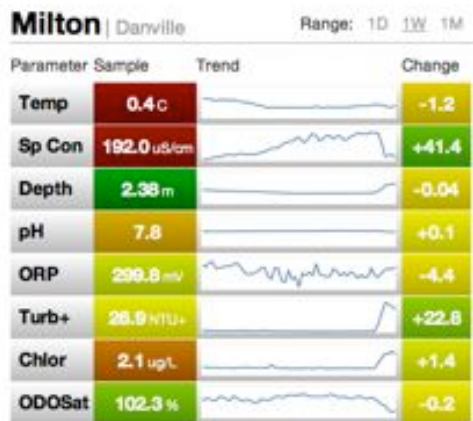 Milton | Danville Range: 1D 1W 1M
Parameter Sample Trend Change
Temp 0.4 C -1.2
Sp Con 192.0 uS/cm +41.4
Depth 2.38 m -0.04
pH 7.8 +0.1
ORP 299.8 mV -4.4
Turb+ 26.9 NTU+ +22.8
Chlor 2.1 ug/L +1.4
ODOSat 102.3 % -0.2